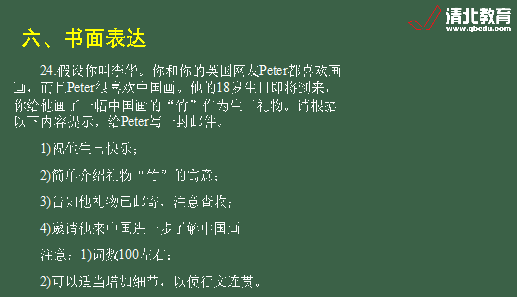 清北教育
www.qbedu.com
六、书面表达
24.假设你叫李华。你和你的英国网友Peter都喜欢画
画，而且Peter很喜欢中国画。他的18岁生日即将到来，
你给他画了一幅中国画的“竹”作为生日礼物。请根据
以下内容提示，给Peter写一封邮件。
1)祝他生日快乐；
2)简单介绍礼物“竹”的寓意；
3)告知他礼物已邮寄，注意查收；
4)邀请他来中国进一步了解中国画
注意：1)词数100左右；
2)可以适当增加细节，以使行文连贯。